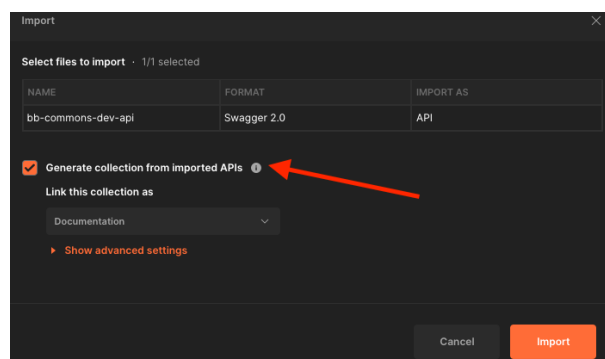 Import
Select files to import · 1/1 selected
NAME FORMAT IMPORT AS
bb-commons-dev-api Swagger 2.0 API
Generate collection from imported APIs
Link this collection as
Documentation
Show advanced settings
Cancel Import